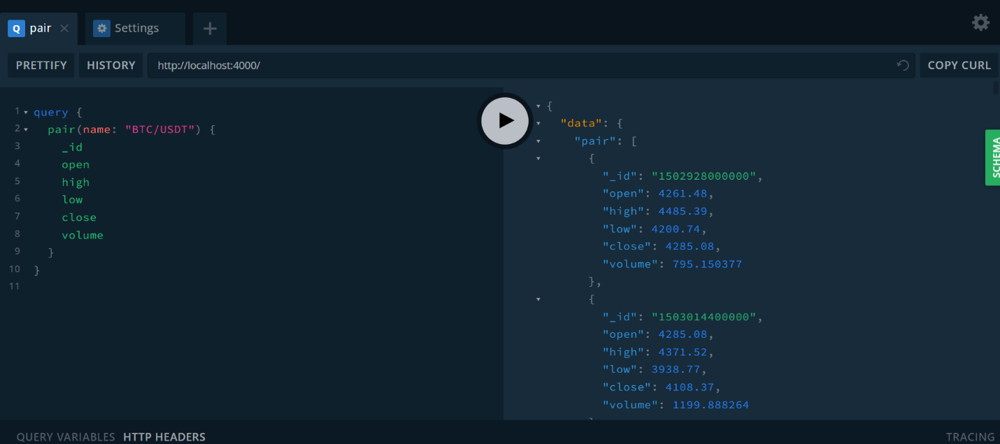 Q pair Settings
PRETTIFY HISTORY http://localhost:4000/ COPY CURL
1 query {
2 pair(name: "BTC/USDT") {
3 _id
4 open
5 high
6 low
7 close
8 volume
9 }
10 }
11
{
"data": {
"pair": [
{
"_id": "1502928000000",
"open": 4261.48,
"high": 4485.39,
"low": 4200.74,
"close": 4285.08,
"volume": 795.150377
},
{
"_id": "1503014400000",
"open": 4285.08,
"high": 4371.52,
"low": 3938.77,
"close": 4108.37,
"volume": 1199.888264
SCHEMA
QUERY VARIABLES HTTP HEADERS TRACING